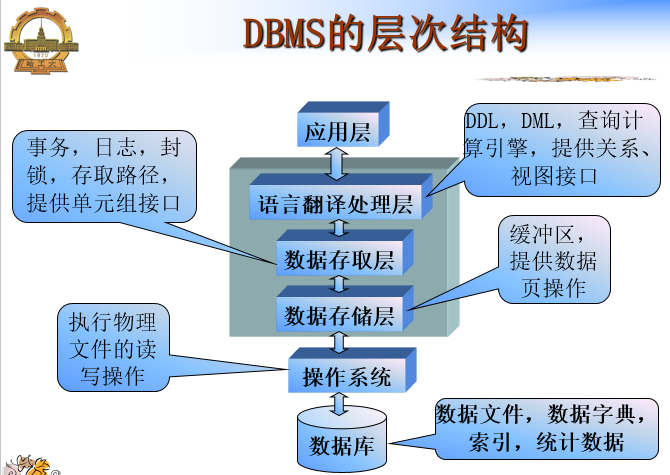 DBMS的层次结构
1920
哈工大
应用层
DDL，DML，查询计
算引擎，提供关系、
视图接口
事务，日志，封
锁，存取路径，
提供单元组接口
语言翻译处理层
数据存取层
缓冲区，
提供数据
页操作
数据存储层
执行物理
文件的读
写操作
操作系统
数据库
数据文件，数据字典，
索引，统计数据